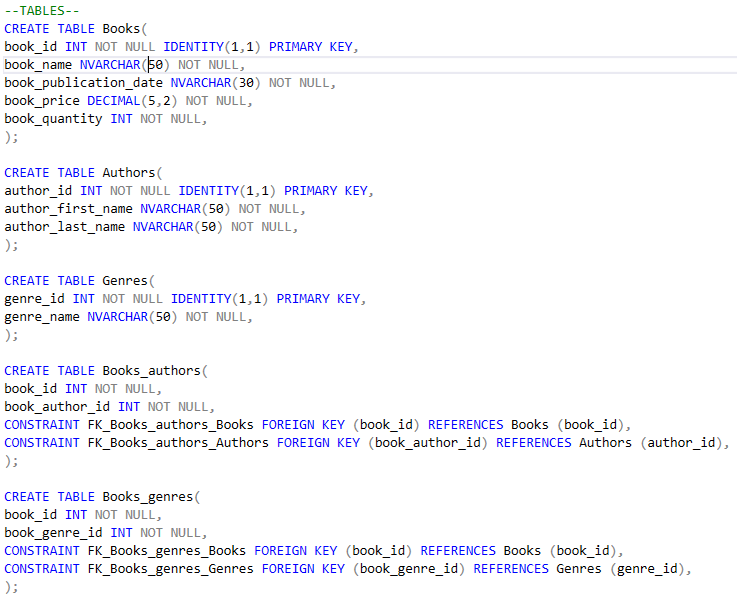 --TABLES--
CREATE TABLE Books(
book_id INT NOT NULL IDENTITY(1,1) PRIMARY KEY,
book_name NVARCHAR(50) NOT NULL,
book_publication_date NVARCHAR(30) NOT NULL,
book_price DECIMAL(5,2) NOT NULL,
book_quantity INT NOT NULL,
);
CREATE TABLE Authors(
author_id INT NOT NULL IDENTITY(1,1) PRIMARY KEY,
author_first_name NVARCHAR(50) NOT NULL,
author_last_name NVARCHAR(50) NOT NULL,
);
CREATE TABLE Genres(
genre_id INT NOT NULL IDENTITY(1,1) PRIMARY KEY,
genre_name NVARCHAR(50) NOT NULL,
);
CREATE TABLE Books_authors(
book_id INT NOT NULL,
book_author_id INT NOT NULL,
CONSTRAINT FK_Books_authors_Books FOREIGN KEY (book_id) REFERENCES Books (book_id),
CONSTRAINT FK_Books_authors_Authors FOREIGN KEY (book_author_id) REFERENCES Authors (author_id),
);
CREATE TABLE Books_genres(
book_id INT NOT NULL,
book_genre_id INT NOT NULL,
CONSTRAINT FK_Books_genres_Books FOREIGN KEY (book_id) REFERENCES Books (book_id),
CONSTRAINT FK_Books_genres_Genres FOREIGN KEY (book_genre_id) REFERENCES Genres (genre_id),
);